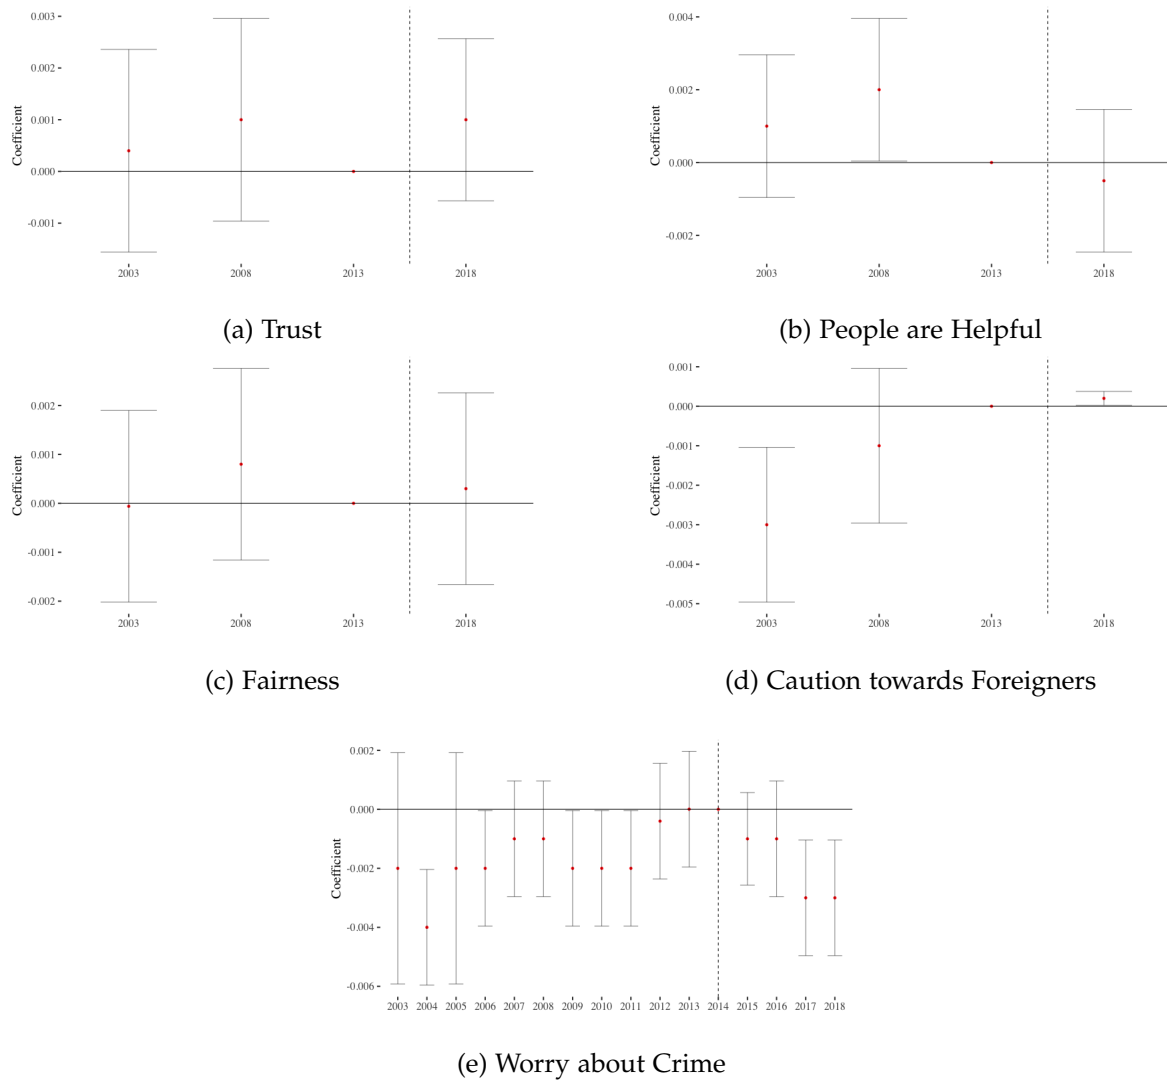 0.003
0.002
0.001
0.000
-0.001
Coefficient
2003 2008 2013 2018
(a) Trust
0.004
0.002
0.000
-0.002
Coefficient
2003 2008 2013 2018
(b) People are Helpful
0.002
0.001
0.000
-0.001
-0.002
Coefficient
2003 2008 2013 2018
(c) Fairness
0.001
0.000
-0.001
-0.002
-0.003
-0.004
-0.005
Coefficient
2003 2008 2013 2018
(d) Caution towards Foreigners
0.002
0.000
-0.002
-0.004
-0.006
Coefficient
2003 2004 2005 2006 2007 2008 2009 2010 2011 2012 2013 2014 2015 2016 2017 2018
(e) Worry about Crime